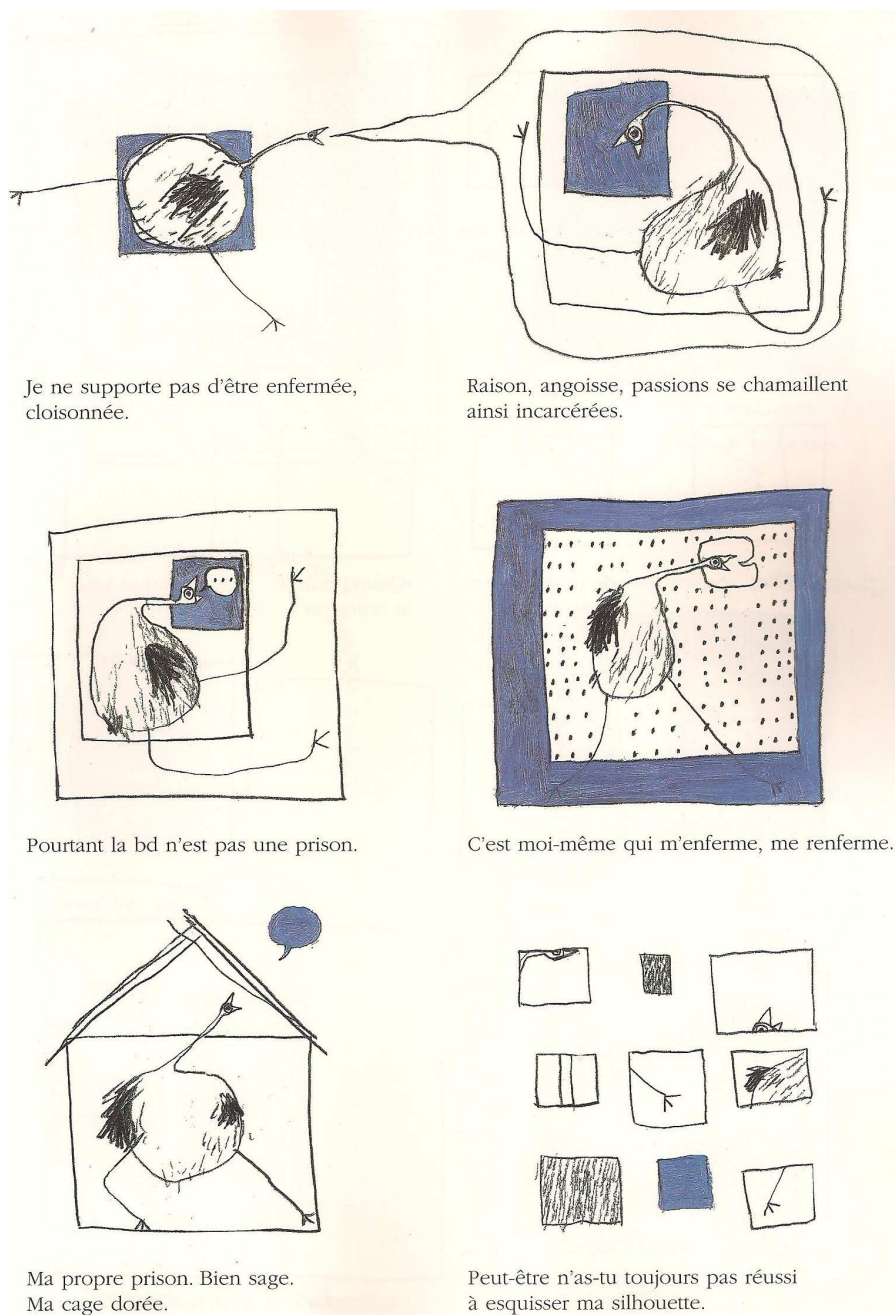 Je ne supporte pas d'être enfermée,
cloisonnée.
Raison, angoisse, passions se chamaillent
ainsi incarcérées.
...
Pourtant la bd n'est pas une prison.
C'est moi-même qui m'enferme, me renferme.
Ma propre prison. Bien sage.
Ma cage dorée.
Peut-être n'as-tu toujours pas réussi
à esquisser ma silhouette.